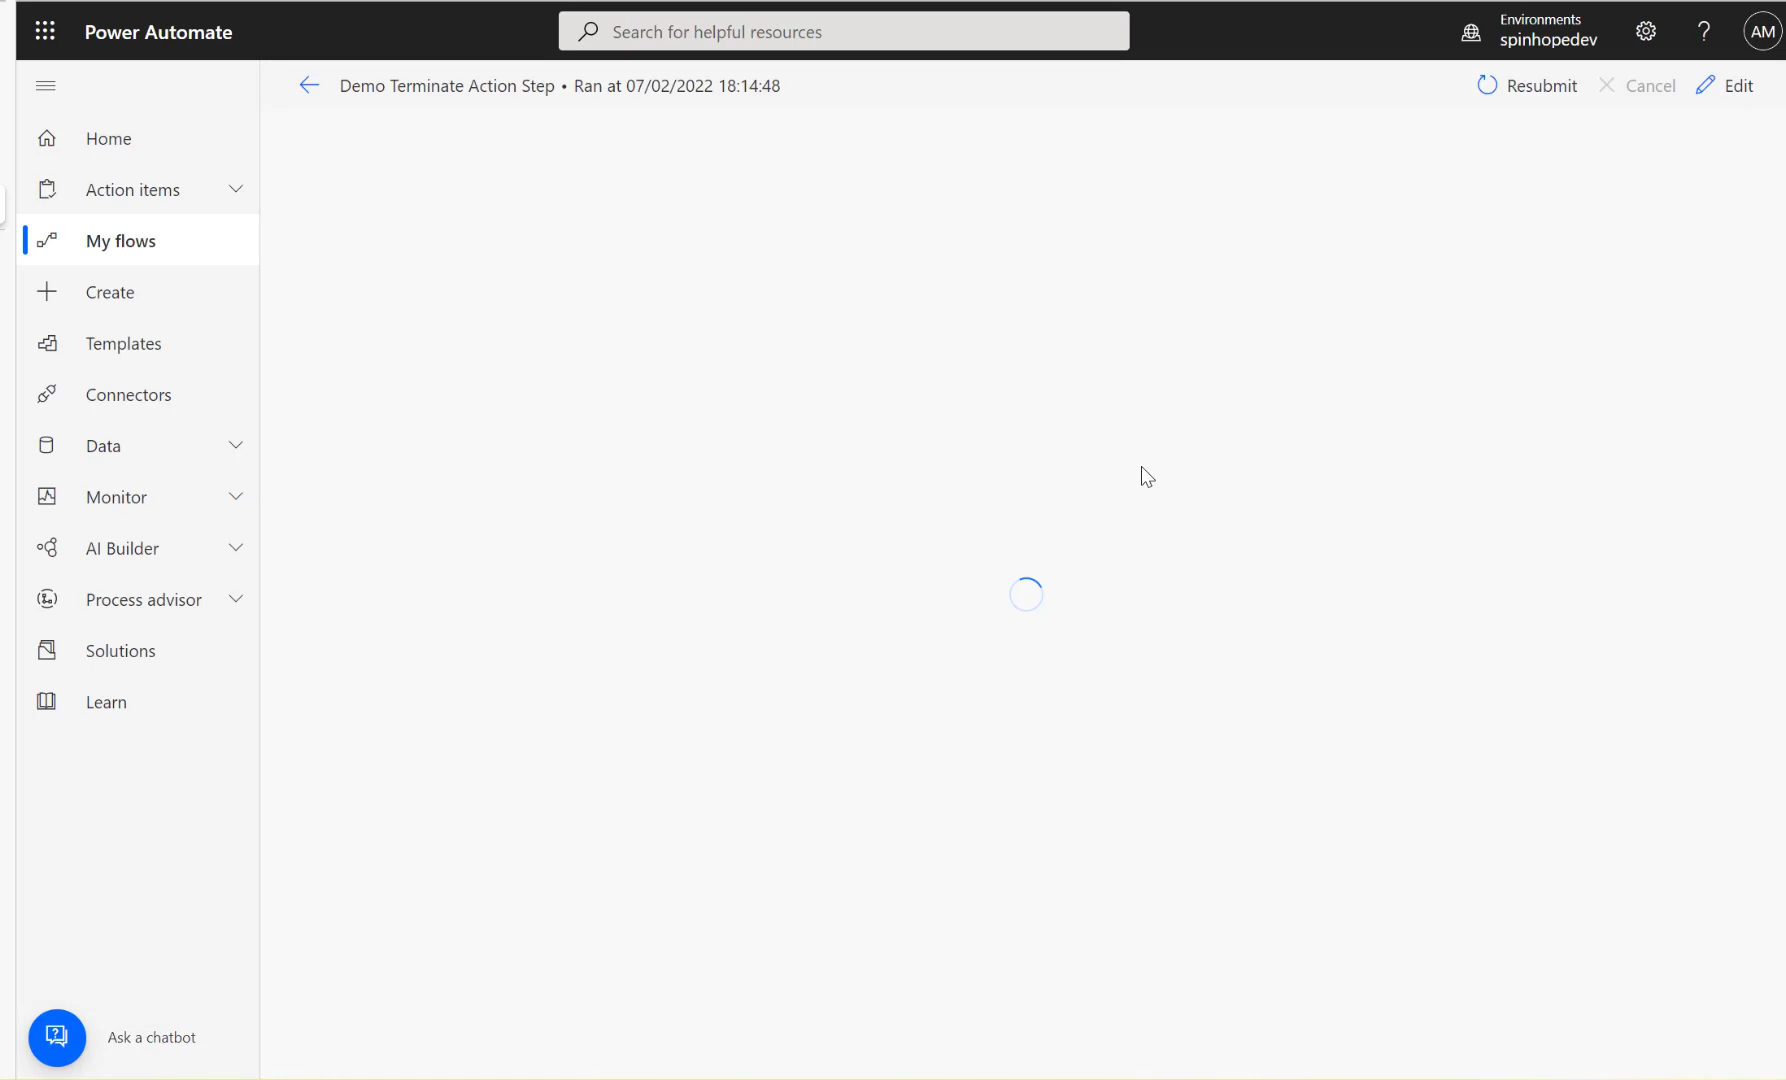 Power Automate
Search for helpful resources
Environments
spinhopedev
?
AM
Demo Terminate Action Step • Ran at 07/02/2022 18:14:48
Resubmit
Cancel
Edit
Home
Action items
My flows
Create
Templates
Connectors
Data
Monitor
AI Builder
Process advisor
Solutions
Learn
Ask a chatbot